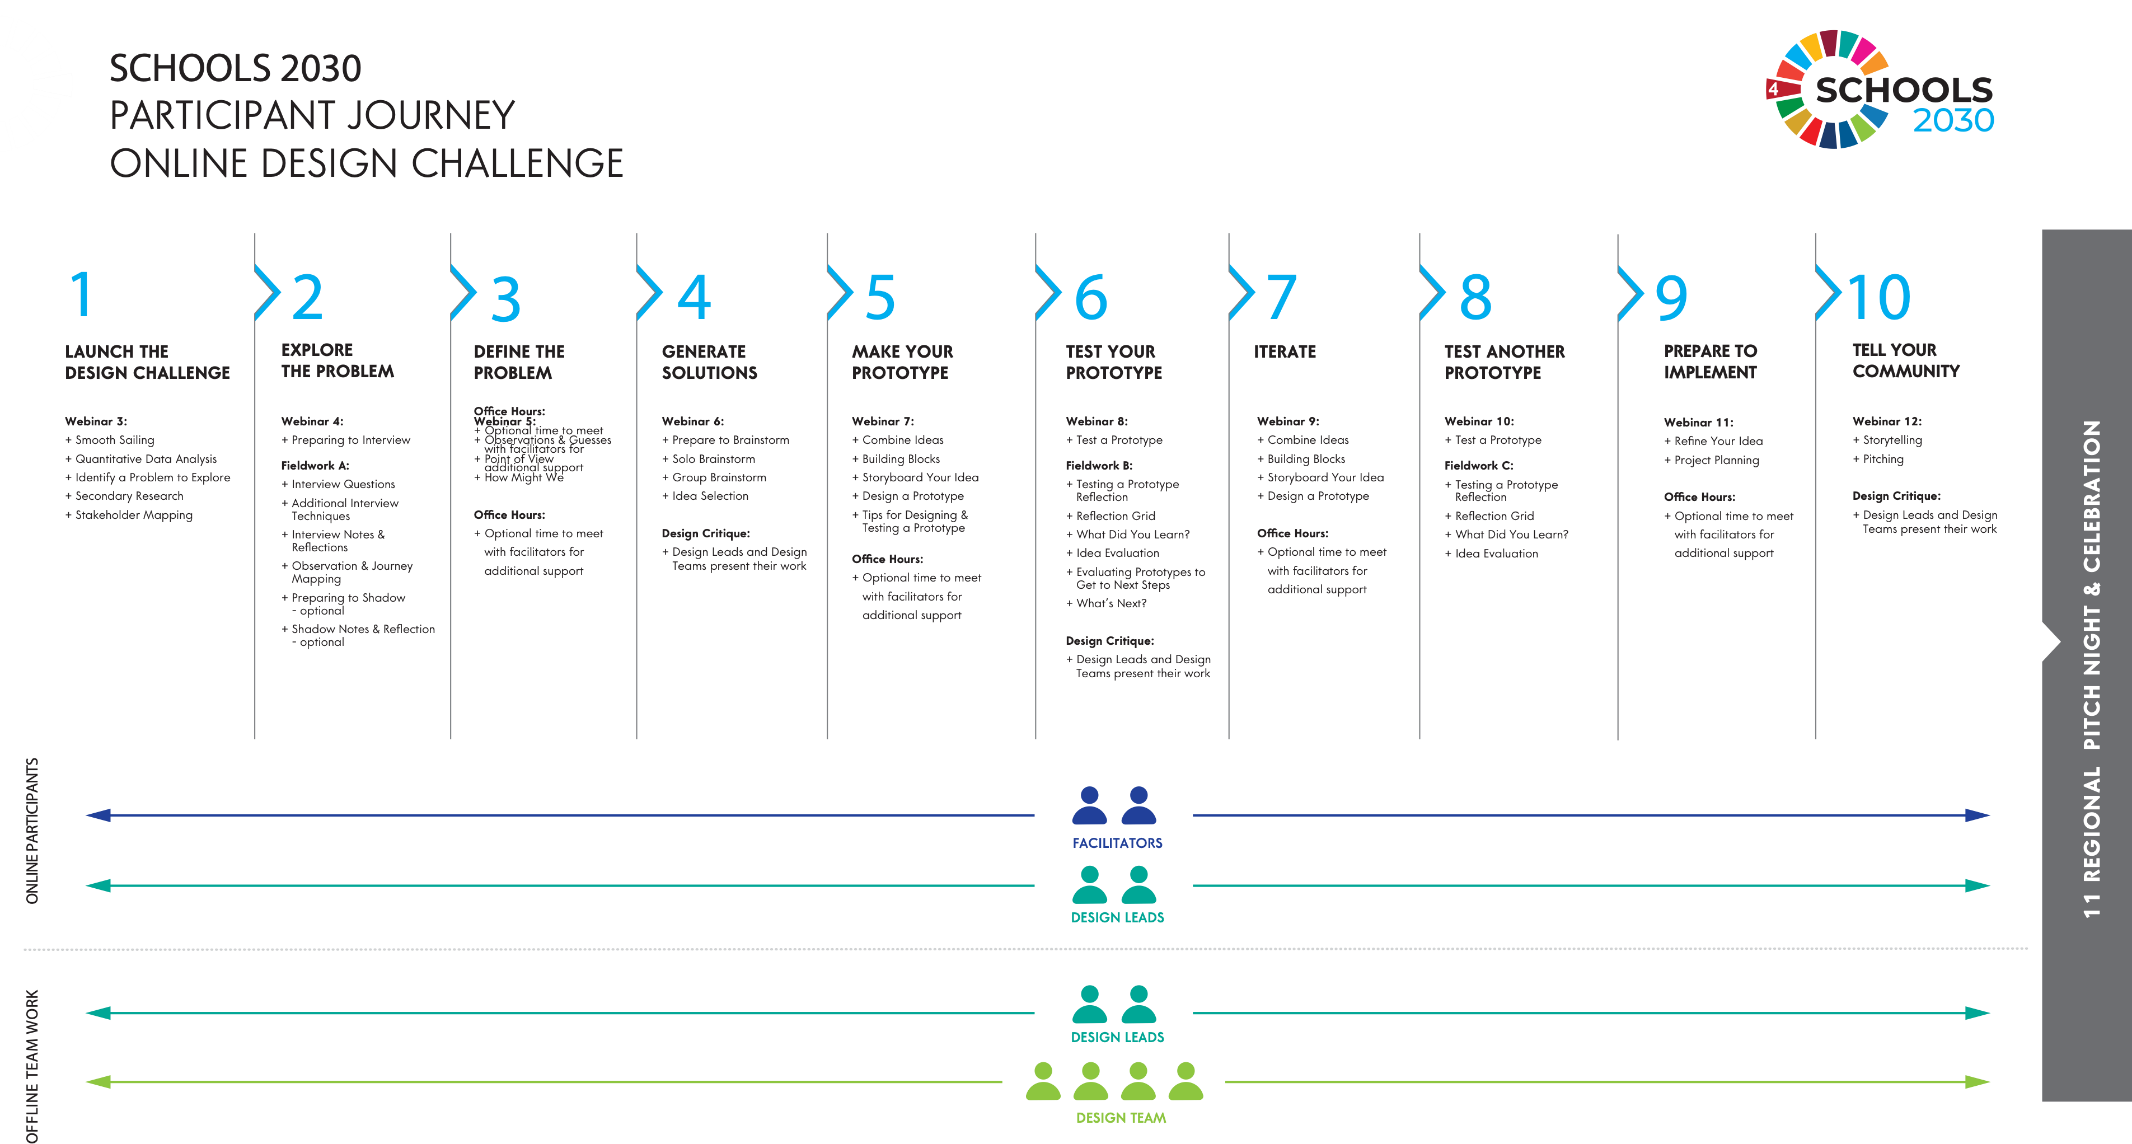 SCHOOLS 2030
PARTICIPANT JOURNEY
ONLINE DESIGN CHALLENGE
4
SCHOOLS
2030
1
LAUNCH THE
DESIGN CHALLENGE
Webinar 3:
+ Smooth Sailing
+ Quantitative Data Analysis
+ Identify a Problem to Explore
+ Secondary Research
+ Stakeholder Mapping
2
EXPLORE
THE PROBLEM
Webinar 4:
+ Preparing to Interview
Fieldwork A:
+ Interview Questions
+ Additional Interview
Techniques
+ Interview Notes &
Reflections
+ Observation & Journey
Mapping
+ Preparing to Shadow
- optional
+ Shadow Notes & Reflection
- optional
3
DEFINE THE
PROBLEM
Office Hours:
+ Optional time to meet
with facilitators for
additional support
Webinar 5:
+ Observations & Guesses
+ Point of View
+ How Might We
Office Hours:
+ Optional time to meet
with facilitators for
additional support
4
GENERATE
SOLUTIONS
Webinar 6:
+ Prepare to Brainstorm
+ Solo Brainstorm
+ Group Brainstorm
+ Idea Selection
Design Critique:
+ Design Leads and Design
Teams present their work
5
MAKE YOUR
PROTOTYPE
Webinar 7:
+ Combine Ideas
+ Building Blocks
+ Storyboard Your Idea
+ Design a Prototype
+ Tips for Designing &
Testing a Prototype
Office Hours:
+ Optional time to meet
with facilitators for
additional support
6
TEST YOUR
PROTOTYPE
Webinar 8:
+ Test a Prototype
Fieldwork B:
+ Testing a Prototype
Reflection
+ Reflection Grid
+ What Did You Learn?
+ Idea Evaluation
+ Evaluating Prototypes to
Get to Next Steps
+ What's Next?
Design Critique:
+ Design Leads and Design
Teams present their work
7
ITERATE
Webinar 9:
+ Combine Ideas
+ Building Blocks
+ Storyboard Your Idea
+ Design a Prototype
Office Hours:
+ Optional time to meet
with facilitators for
additional support
8
TEST ANOTHER
PROTOTYPE
Webinar 10:
+ Test a Prototype
Fieldwork C:
+ Testing a Prototype
Reflection
+ Reflection Grid
+ What Did You Learn?
+ Idea Evaluation
9
PREPARE TO
IMPLEMENT
Webinar 11:
+ Refine Your Idea
+ Project Planning
Office Hours:
+ Optional time to meet
with facilitators for
additional support
10
TELL YOUR
COMMUNITY
Webinar 12:
+ Storytelling
+ Pitching
Design Critique:
+ Design Leads and Design
Teams present their work
11 REGIONAL PITCH NIGHT & CELEBRATION
ONLINE PARTICIPANTS
FACILITATORS
DESIGN LEADS
OFFLINE TEAM WORK
DESIGN LEADS
DESIGN TEAM